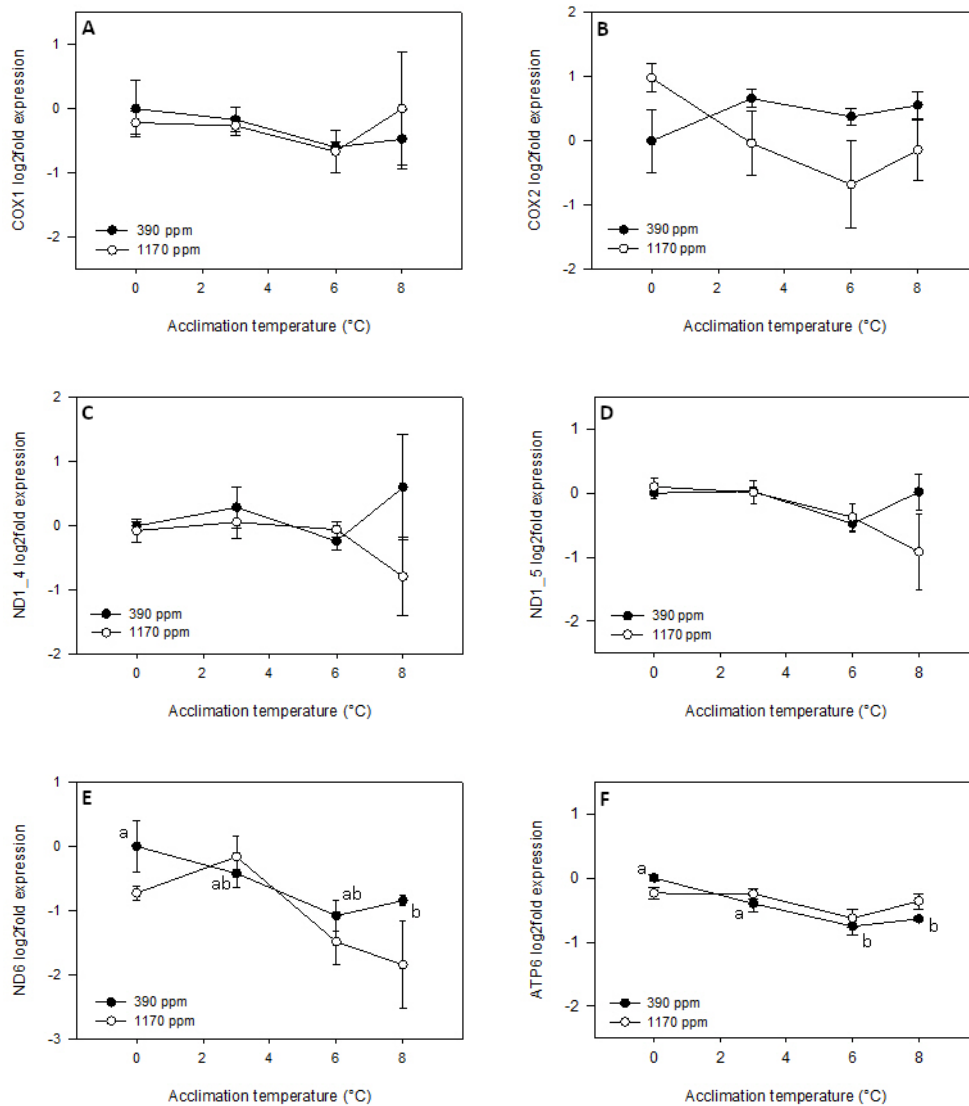 A
COX1 log2fold expression
1
0
-1
-2
390 ppm
1170 ppm
0 2 4 6 8
Acclimation temperature (°C)
B
COX2 log2fold expression
2
1
0
-1
-2
390 ppm
1170 ppm
0 2 4 6 8
Acclimation temperature (°C)
C
ND1_4 log2fold expression
2
1
0
-1
-2
390 ppm
1170 ppm
0 2 4 6 8
Acclimation temperature (°C)
D
ND1_5 log2fold expression
1
0
-1
-2
390 ppm
1170 ppm
0 2 4 6 8
Acclimation temperature (°C)
E
ND6 log2fold expression
1
0
-1
-2
-3
a
ab
ab
b
390 ppm
1170 ppm
0 2 4 6 8
Acclimation temperature (°C)
F
ATP6 log2fold expression
1
0
-1
-2
a
a
b
b
390 ppm
1170 ppm
0 2 4 6 8
Acclimation temperature (°C)